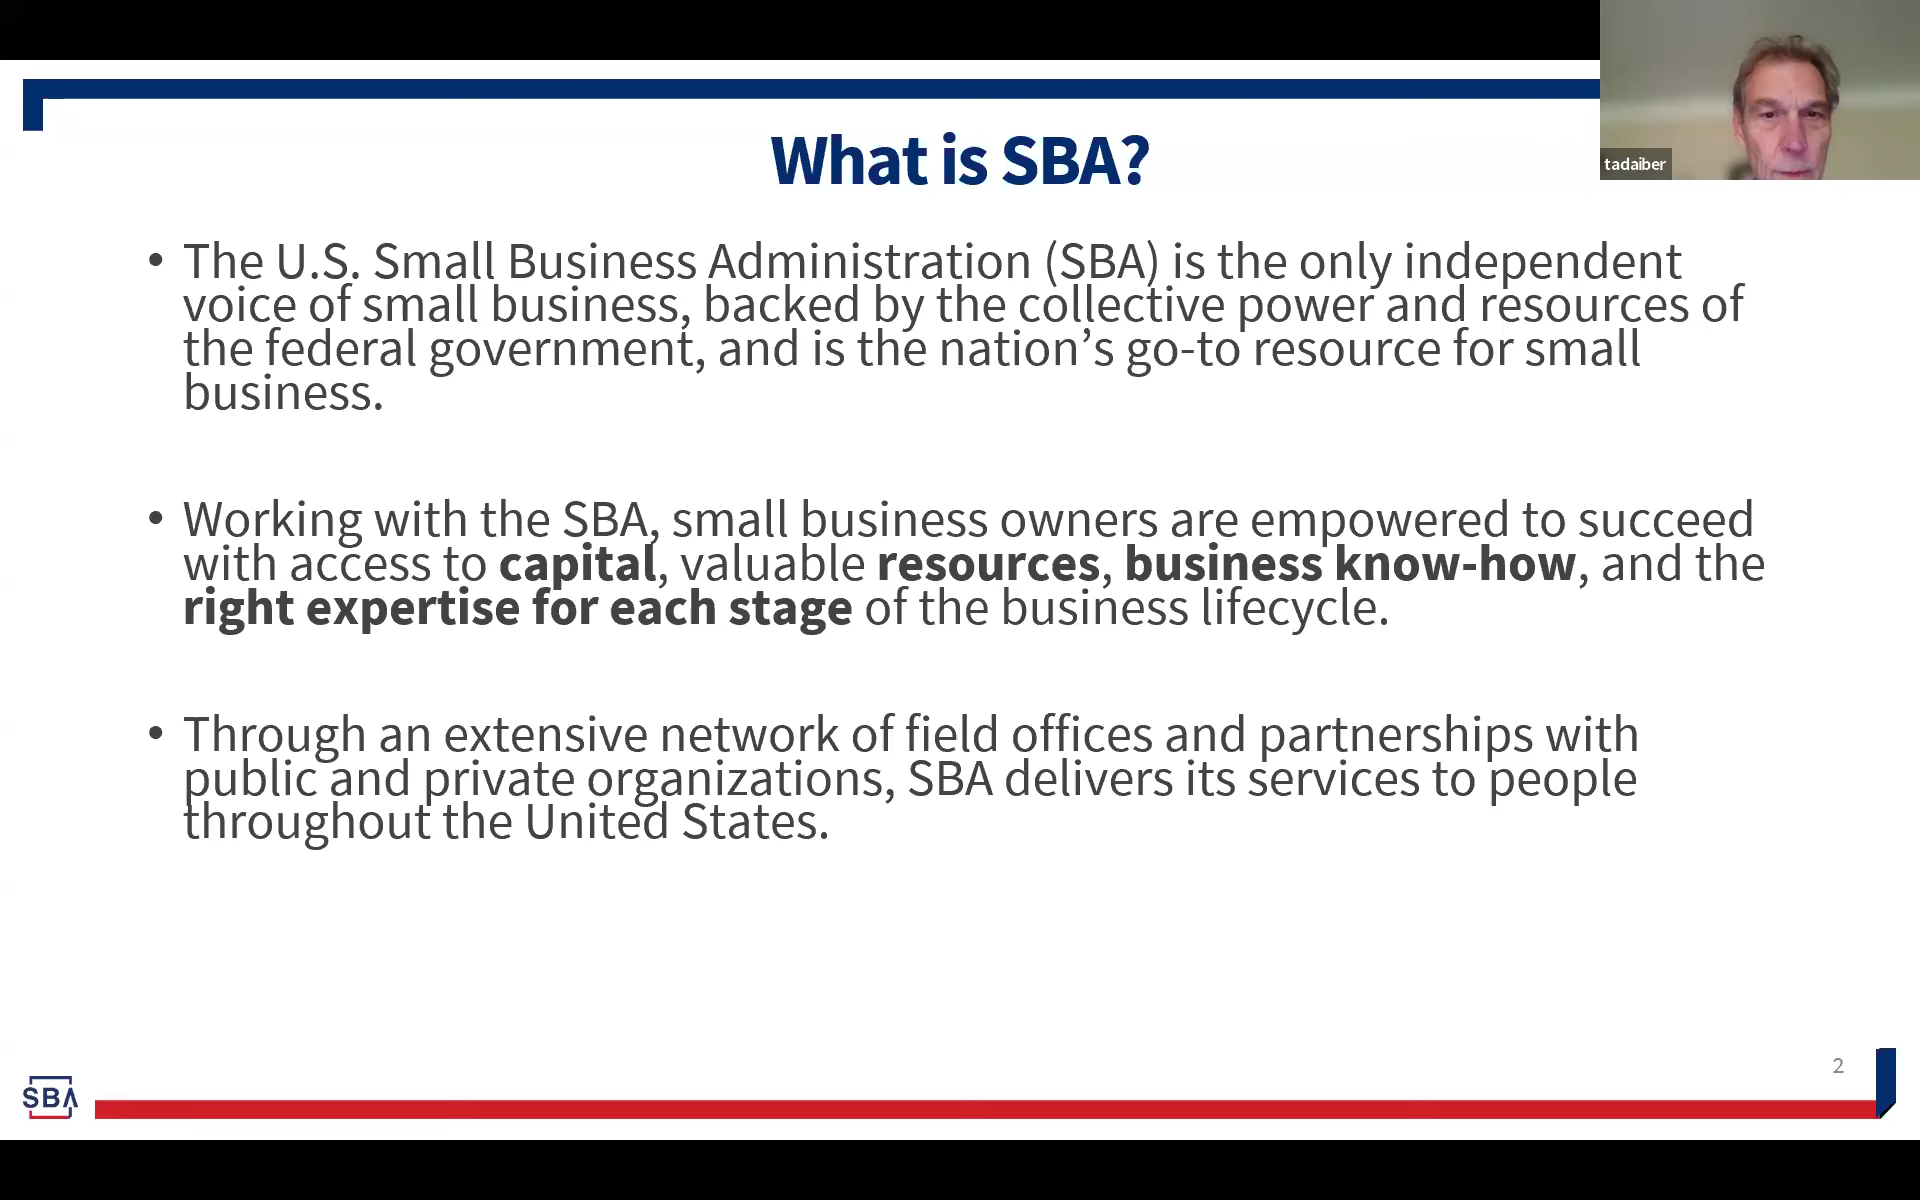 What is SBA?
tadaiber
• The U.S. Small Business Administration (SBA) is the only independent
voice of small business, backed by the collective power and resources of
the federal government, and is the nation’s go-to resource for small
business.
• Working with the SBA, small business owners are empowered to succeed
with access to capital, valuable resources, business know-how, and the
right expertise for each stage of the business lifecycle.
• Through an extensive network of field offices and partnerships with
public and private organizations, SBA delivers its services to people
throughout the United States.
2
SBA